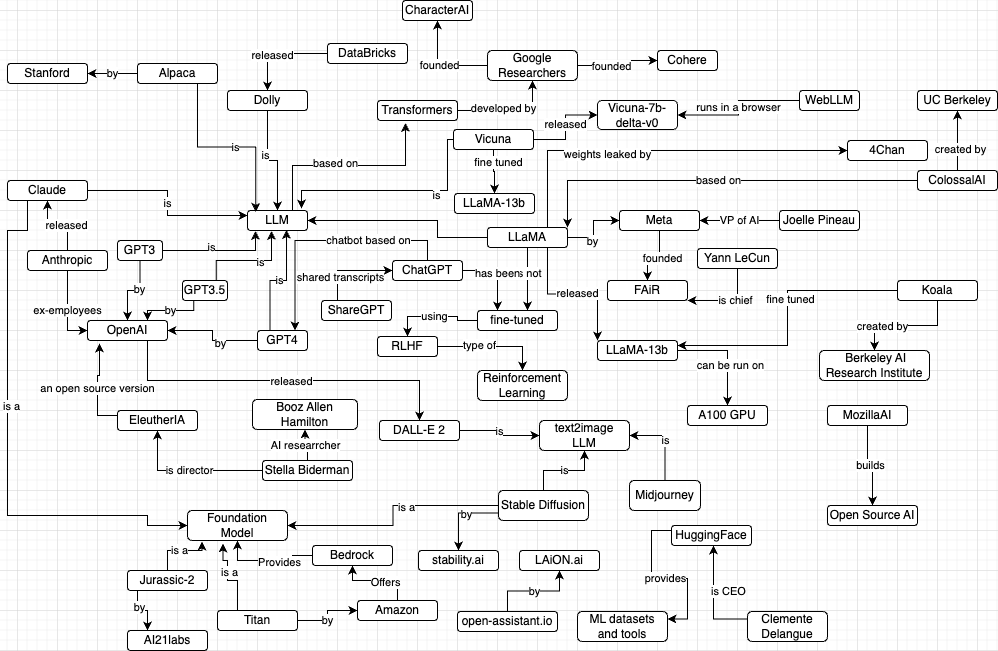 CharacterAI
released
DataBricks
founded
Google
Researchers
founded
Cohere
Stanford
by
Alpaca
Dolly
Transformers
developed by
Vicuna-7b-
delta-v0
runs in a browser
WebLLM
UC Berkeley
released
Vicuna
is
is
based on
fine tuned
weights leaked by
4Chan
created by
based on
ColossalAI
Claude
is
is
LLaMA-13b
released
LLM
LLaMA
by
Meta
VP of AI
Joelle Pineau
Anthropic
GPT3
is
is
chatbot based on
founded
Yann LeCun
shared transcripts
ChatGPT
has been
not
is
by
GPT3.5
released
FAiR
is chief
fine tuned
Koala
ex-employees
by
ShareGPT
using
fine-tuned
OpenAI
by
GPT4
RLHF
type of
LLaMA-13b
created by
can be run on
Berkeley AI
Research Institute
Reinforcement
Learning
an open source version
released
is a
Booz Allen
Hamilton
A100 GPU
MozillaAI
EleutherIA
DALL-E 2
is
text2image
LLM
is
AI researrcher
is director
Stella Biderman
is
builds
Midjourney
Stable Diffusion
is a
by
Foundation
Model
Open Source AI
HuggingFace
is a
Provides
Bedrock
stability.ai
LAiON.ai
Jurassic-2
is a
Offers
provides
is CEO
by
by
Titan
by
Amazon
open-assistant.io
ML datasets
and tools
Clemente
Delangue
AI21labs